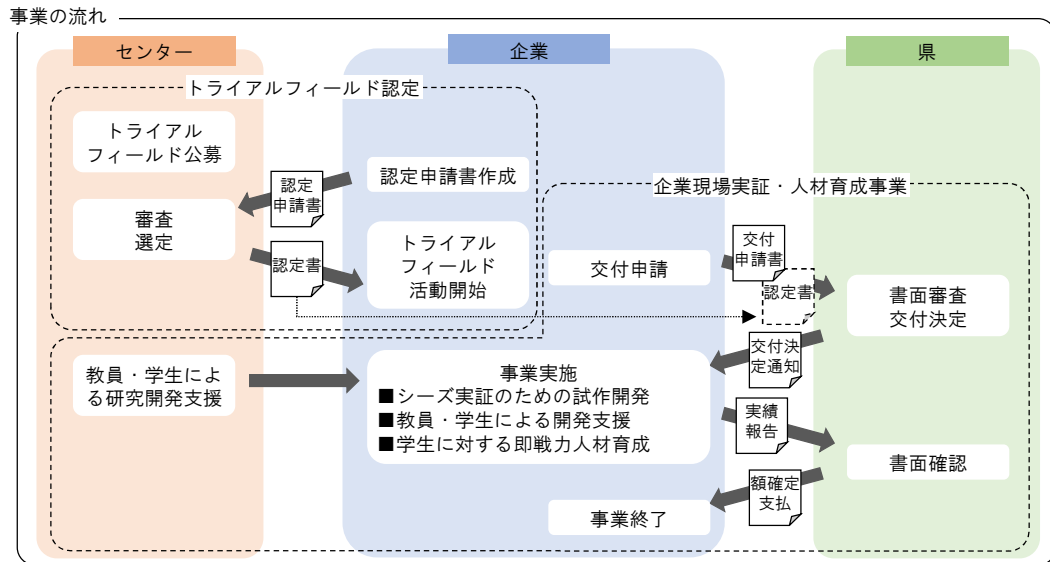 事業の流れ
センター
企業
県
トライアルフィールド認定
トライアル
フィールド公募
認定申請書作成
認定
申請書
企業現場実証・人材育成事業
審査
選定
認定書
トライアル
フィールド
活動開始
交付申請
交付
申請書
認定書
書面審査
交付決定
交付決
定通知
教員・学生によ
る研究開発支援
事業実施
■シーズ実証のための試作開発
■教員・学生による開発支援
■学生に対する即戦力人材育成
実績
報告
書面確認
額確定
支払
事業終了